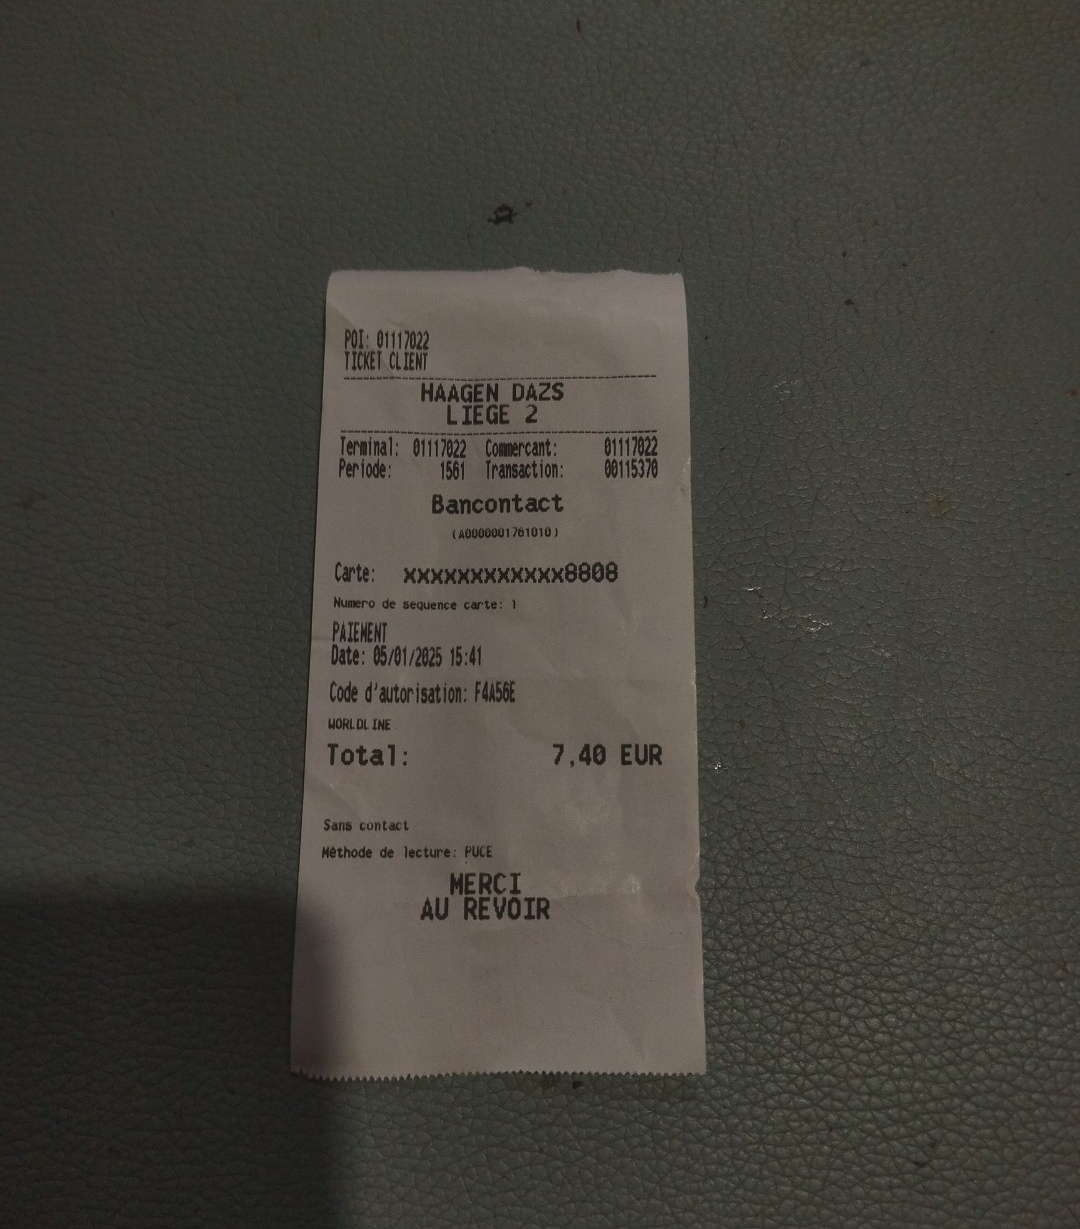 POI: 01117022
TICKET CLIENT
HAAGEN DAZS
LIEGE 2
Terminal: 01117022 Commercant: 01117022
Periode: 1561 Transaction: 00115370
Bancontact
(A0000001761010)
Carte: xxxxxxxxxxxx8808
Numero de sequence carte: 1
PAIEMENT
Date: 05/01/2025 15:41
Code d'autorisation: F4A56E
WORLDLINE
Total: 7,40 EUR
Sans contact
Méthode de lecture: PUCE
MERCI
AU REVOIR